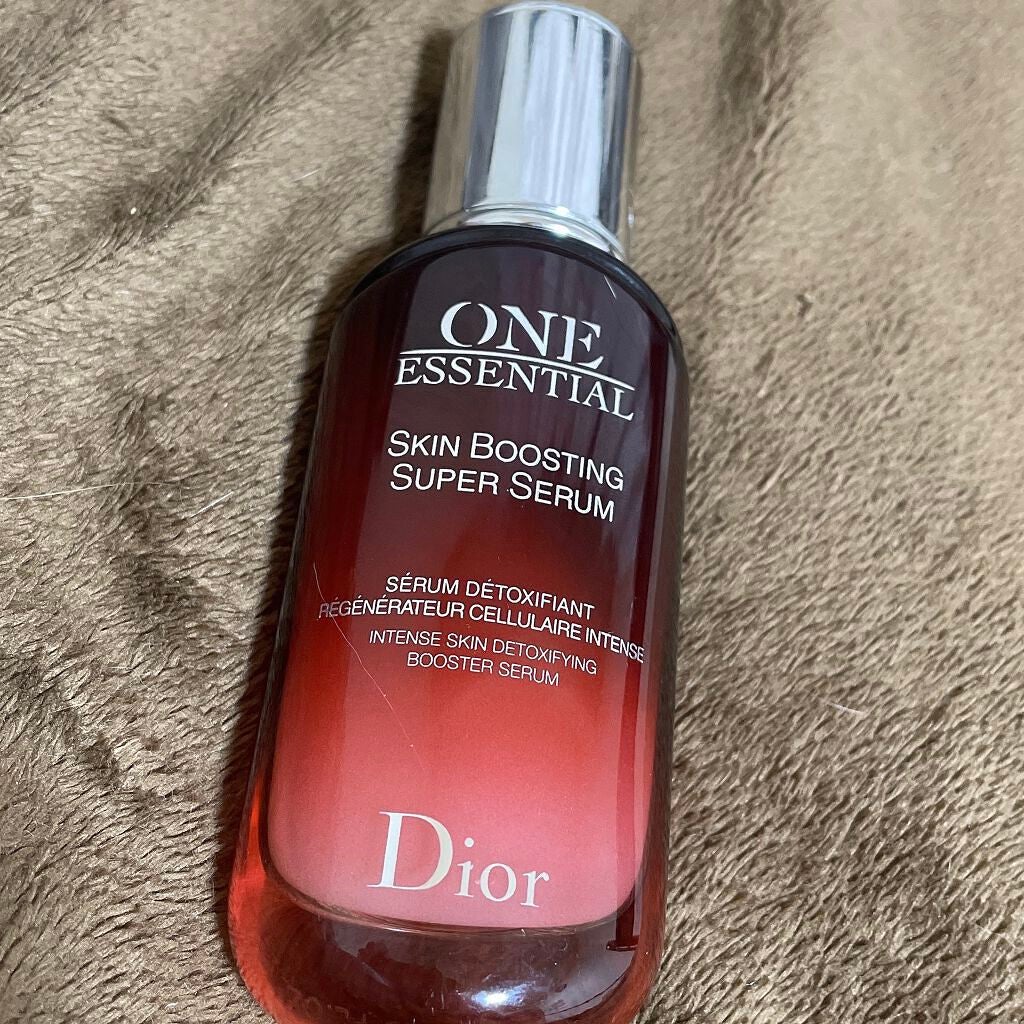 ONE
ESSENTIAL
SKIN BOOSTING
SUPER SERUM
SÉRUM DÉTOXIFIANT
RÉGÉNÉRATEUR CELLULAIRE INTENSE
INTENSE SKIN DETOXIFYING
BOOSTER SERUM
Dior